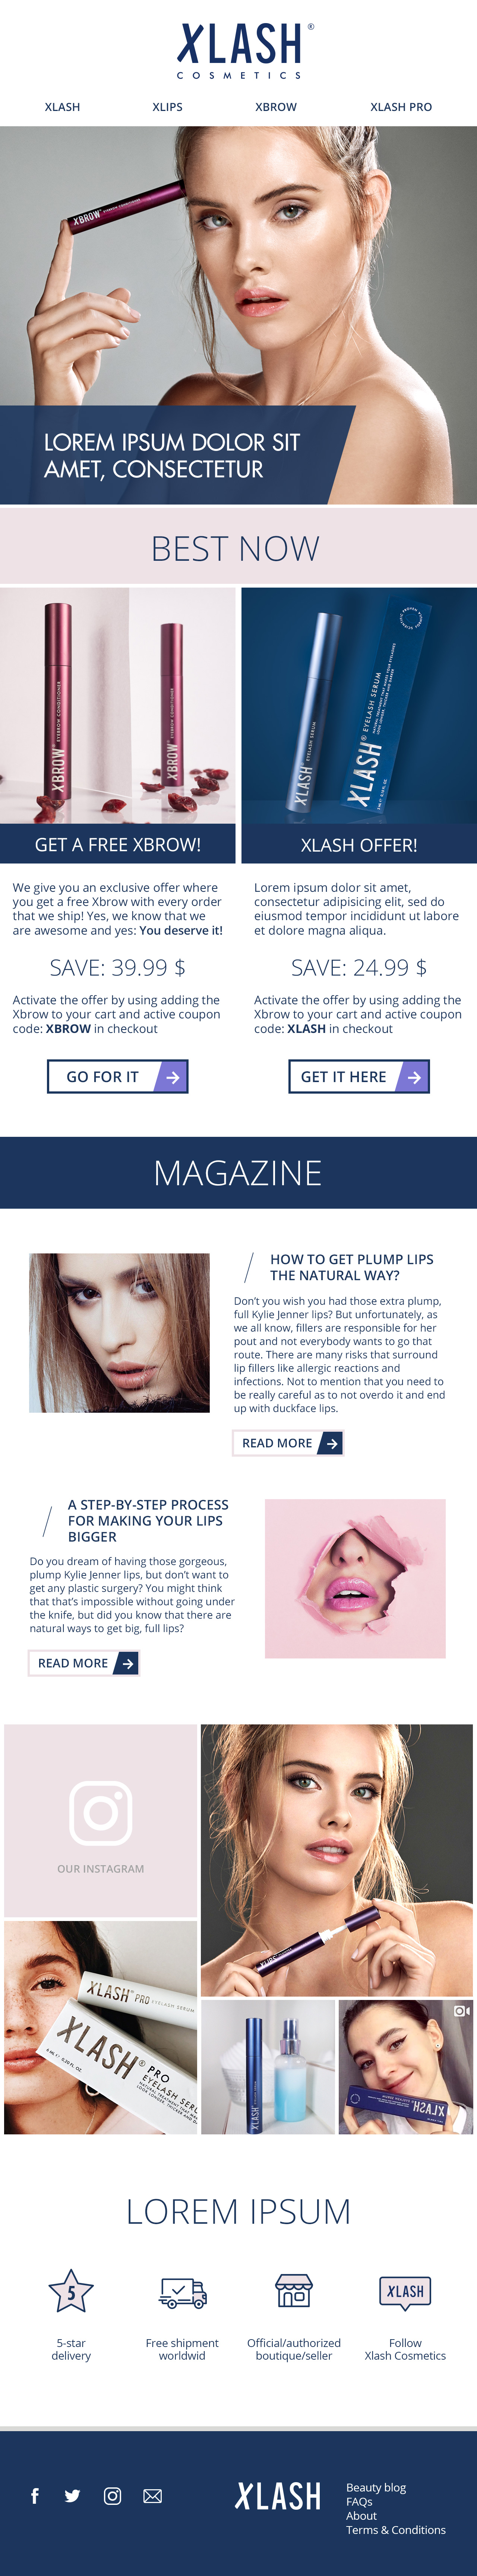 XLASH®
COSMETICS
XLASH XLIPS XBROW XLASH PRO
XBROW® EYEBROW CONDITIONER
LOREM IPSUM DOLOR SIT
AMET, CONSECTETUR
BEST NOW
XBROW® EYEBROW CONDITIONER
XBROW® EYEBROW CONDITIONER
XLASH® EYELASH SERUM
XLASH® EYELASH SERUM
NATURAL TREATMENT THAT MAKES YOUR EYELASHES
LOOK LONGER, THICKER AND DARKER
GET A FREE XBROW!
We give you an exclusive offer where
you get a free Xbrow with every order
that we ship! Yes, we know that we
are awesome and yes: You deserve it!
SAVE: 39.99 $
Activate the offer by using adding the
Xbrow to your cart and active coupon
code: XBROW in checkout
GO FOR IT
XLASH OFFER!
Lorem ipsum dolor sit amet,
consectetur adipisicing elit, sed do
eiusmod tempor incididunt ut labore
et dolore magna aliqua.
SAVE: 24.99 $
Activate the offer by using adding the
Xbrow to your cart and active coupon
code: XLASH in checkout
GET IT HERE
MAGAZINE
HOW TO GET PLUMP LIPS
THE NATURAL WAY?
Don't you wish you had those extra plump,
full Kylie Jenner lips? But unfortunately, as
we all know, fillers are responsible for her
pout and not everybody wants to go that
route. There are many risks that surround
lip fillers like allergic reactions and
infections. Not to mention that you need to
be really careful as to not overdo it and end
up with duckface lips.
READ MORE
A STEP-BY-STEP PROCESS
FOR MAKING YOUR LIPS
BIGGER
Do you dream of having those gorgeous,
plump Kylie Jenner lips, but don't want to
get any plastic surgery? You might think
that that's impossible without going under
the knife, but did you know that there are
natural ways to get big, full lips?
READ MORE
OUR INSTAGRAM
XLASH® PRO EYELASH SERUM
XLASH® PRO
EYELASH SERU
XLASH
XLASH
LOREM IPSUM
5
XLASH
5-star
delivery
Free shipment
worldwid
Official/authorized
boutique/seller
Follow
Xlash Cosmetics
XLASH
Beauty blog
FAQs
About
Terms & Conditions